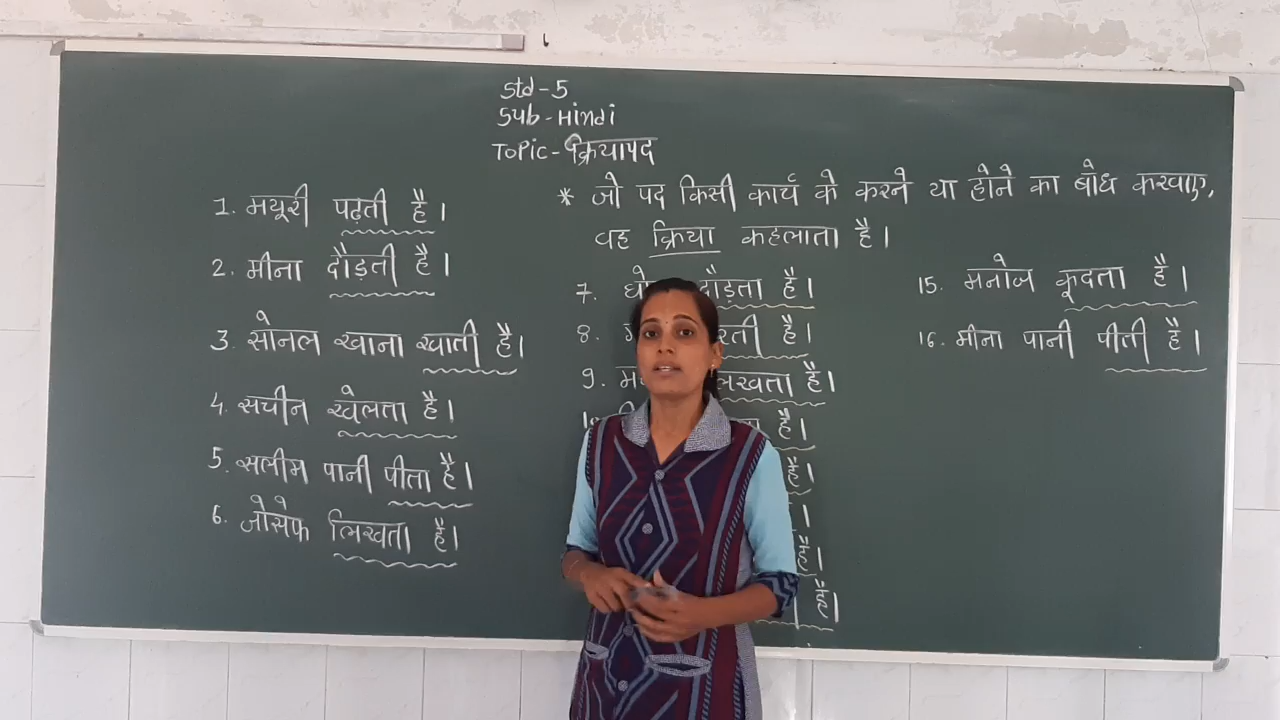 Std-5
Sub-Hindi
Topic-क्रियापद
1. मयूरी पढ़ती है।
2. मीना दौड़ती है।
3. सोनल खाना खाती है।
4. सचीन खेलता है।
5. सलीम पानी पीता है।
6. जोसेफ लिखता है।
* जो पद किसी कार्य के करने या होने का बोध करवाए,
वह क्रिया कहलाता है।
7. दौड़ता है।
8. है।
9. है।
है।
है।
है।
है।
15. मनोज कूदता है।
16. मीना पानी पीती है।